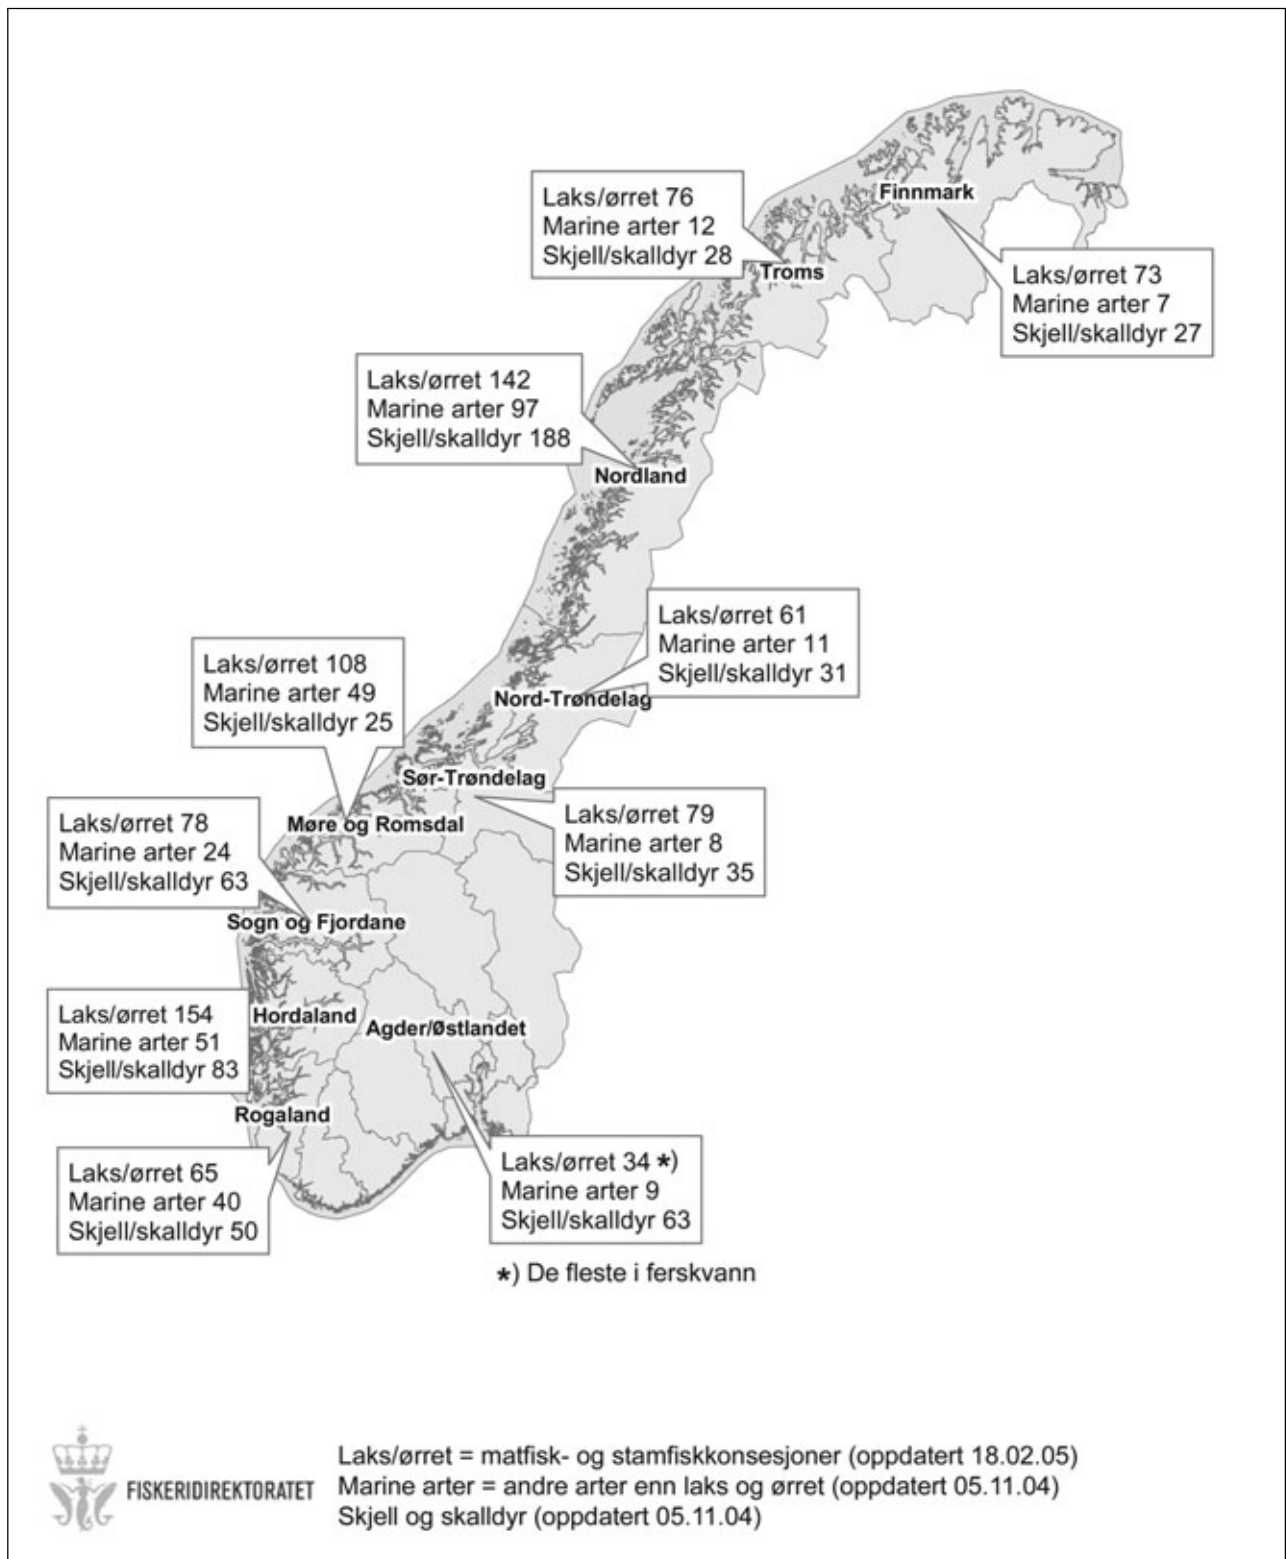 Finnmark
Laks/ørret 73
Marine arter 7
Skjell/skalldyr 27
Laks/ørret 76
Marine arter 12
Skjell/skalldyr 28
Troms
Laks/ørret 142
Marine arter 97
Skjell/skalldyr 188
Nordland
Laks/ørret 61
Marine arter 11
Skjell/skalldyr 31
Nord-Trøndelag
Laks/ørret 108
Marine arter 49
Skjell/skalldyr 25
Møre og Romsdal
Sør-Trøndelag
Laks/ørret 79
Marine arter 8
Skjell/skalldyr 35
Laks/ørret 78
Marine arter 24
Skjell/skalldyr 63
Sogn og Fjordane
Laks/ørret 154
Marine arter 51
Skjell/skalldyr 83
Hordaland
Agder/Østlandet
Rogaland
Laks/ørret 65
Marine arter 40
Skjell/skalldyr 50
Laks/ørret 34 *)
Marine arter 9
Skjell/skalldyr 63
*) De fleste i ferskvann
FISKERIDIREKTORATET
Laks/ørret = matfisk- og stamfiskkonsesjoner (oppdatert 18.02.05)
Marine arter = andre arter enn laks og ørret (oppdatert 05.11.04)
Skjell og skalldyr (oppdatert 05.11.04)